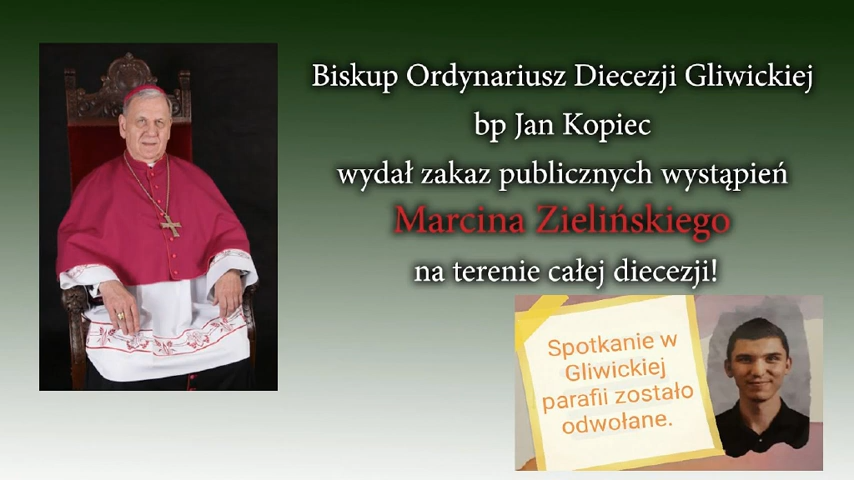 Biskup Ordynariusz Diecezji Gliwickiej
bp Jan Kopiec
wydał zakaz publicznych wystąpień
Marcina Zielińskiego
na terenie całej diecezji!
Spotkanie w
Gliwickiej
parafii zostało
odwołane.